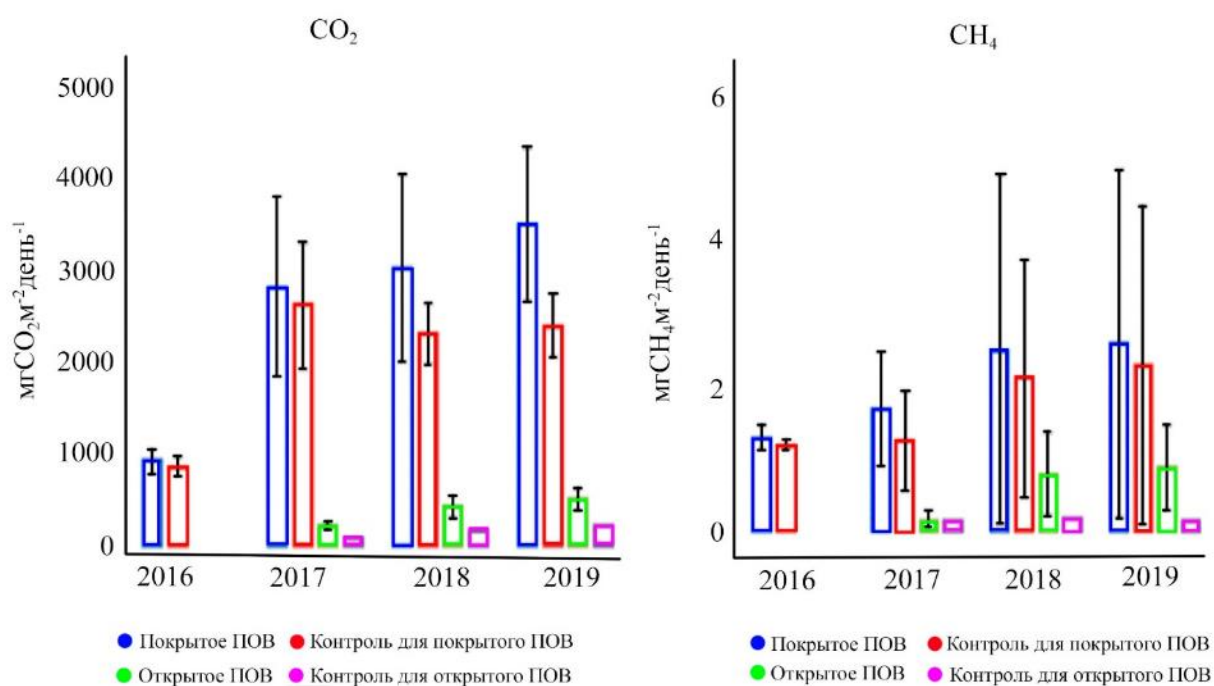 CO₂
5000
4000
3000
2000
1000
0
мгCO₂м⁻²день⁻¹
2016 2017 2018 2019
Покрытое ПОВ Контроль для покрытого ПОВ
Открытое ПОВ Контроль для открытого ПОВ
CH₄
6
4
2
0
мгCH₄м⁻²день⁻¹
2016 2017 2018 2019
Покрытое ПОВ Контроль для покрытого ПОВ
Открытое ПОВ Контроль для открытого ПОВ